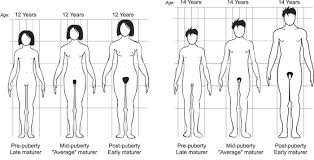 Age: 12 Years 12 Years 12 Years
Pre-puberty Mid-puberty Post-puberty
Late maturer "Average" maturer Early maturer
Age: 14 Years 14 Years 14 Years
Pre-puberty Mid-puberty Post-puberty
Late maturer "Average" maturer Early maturer